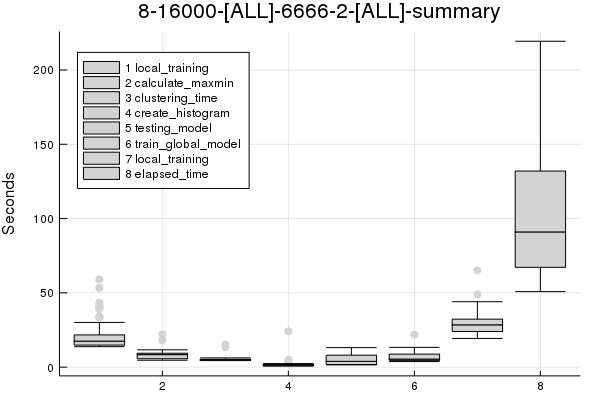 8-16000-[ALL]-6666-2-[ALL]-summary
1 local_training
2 calculate_maxmin
3 clustering_time
4 create_histogram
5 testing_model
6 train_global_model
7 local_training
8 elapsed_time
Seconds
200
150
100
50
0
2 4 6 8